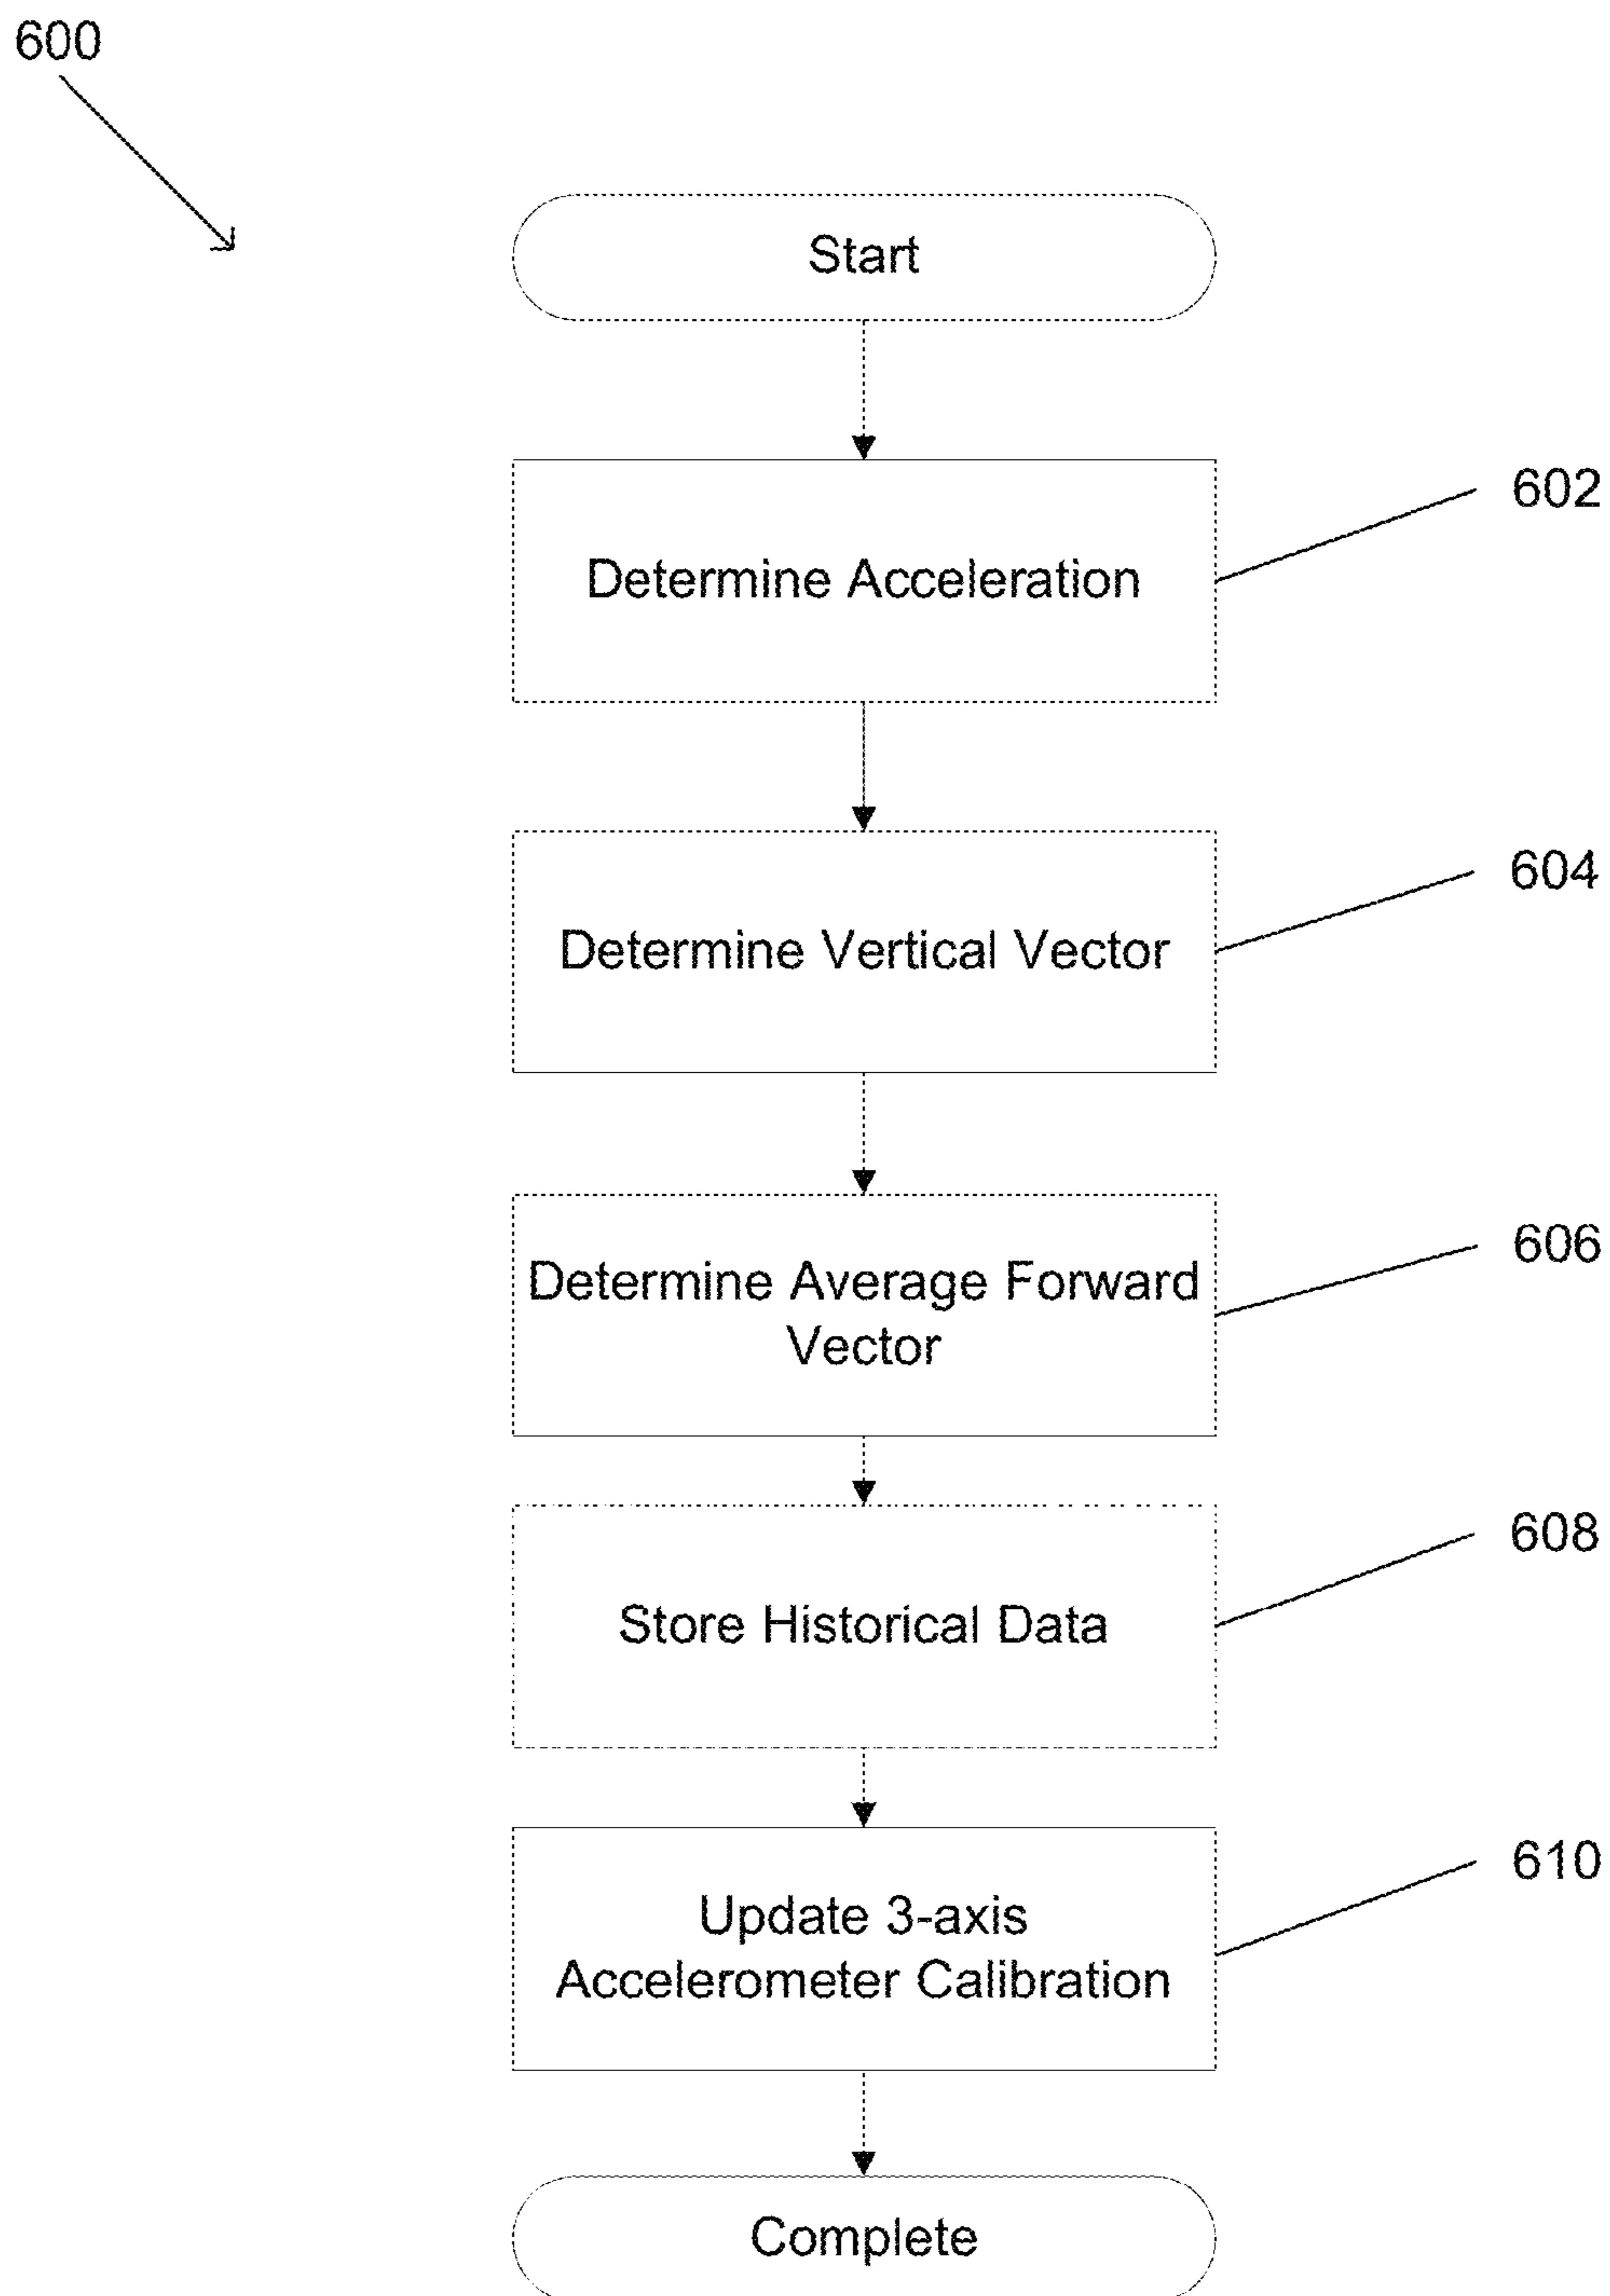 600
Start
602
Determine Acceleration
604
Determine Vertical Vector
606
Determine Average Forward
Vector
608
Store Historical Data
610
Update 3-axis
Accelerometer Calibration
Complete